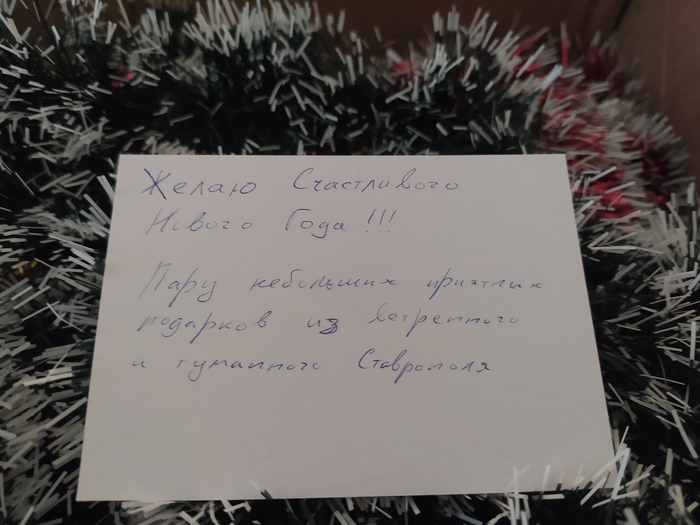 Желаю Счастливого
Нового Года!!!
Пару небольших приятных
подарков из ветренного
и туманного Ставрополя